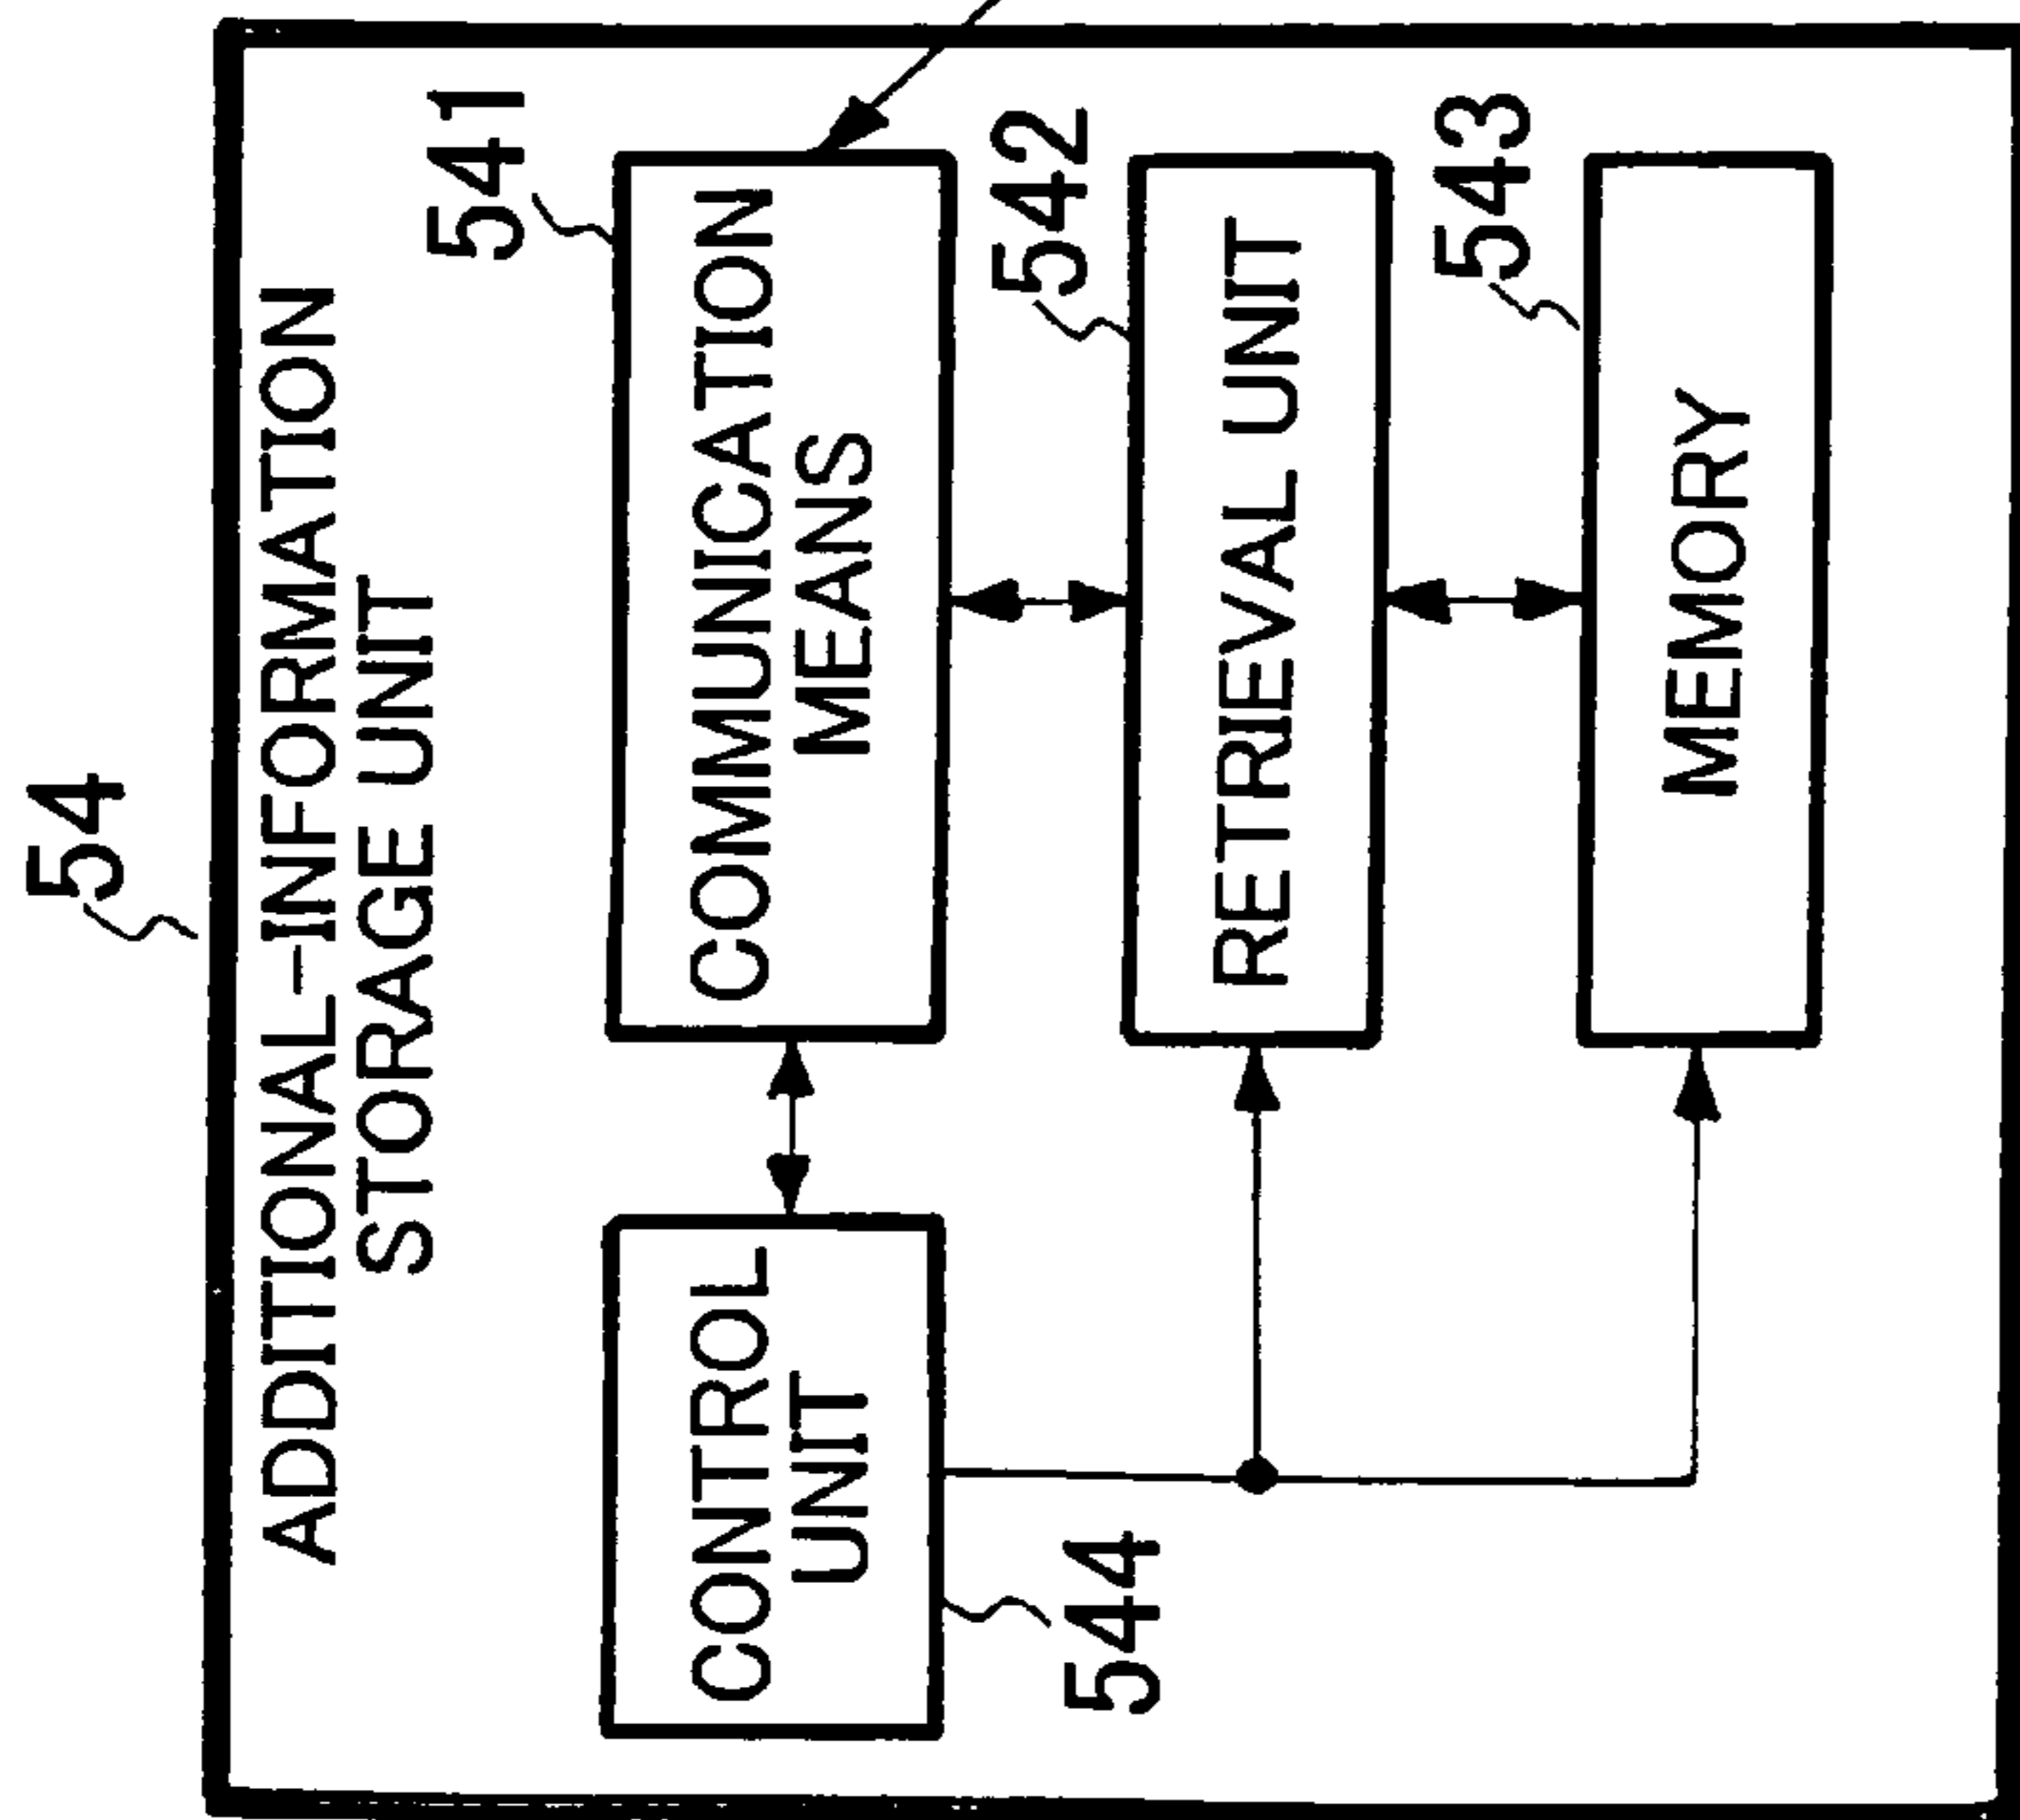 54
ADDITIONAL-INFORMATION
STORAGE UNIT
541
COMMUNICATION
MEANS
CONTROL
UNIT
544
542
RETRIEVAL UNIT
543
MEMORY